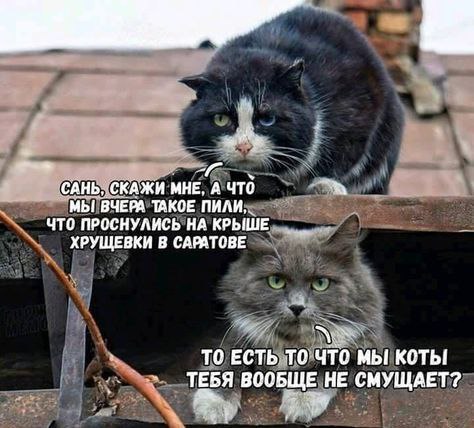 САНЬ, СКАЖИ МНЕ, А ЧТО
МЫ ВЧЕРА ТАКОЕ ПИЛИ,
ЧТО ПРОСНУЛИСЬ НА КРЫШЕ
ХРУЩЕВКИ В САРАТОВЕ
ТО ЕСТЬ ТО ЧТО МЫ КОТЫ
ТЕБЯ ВООБЩЕ НЕ СМУЩАЕТ?